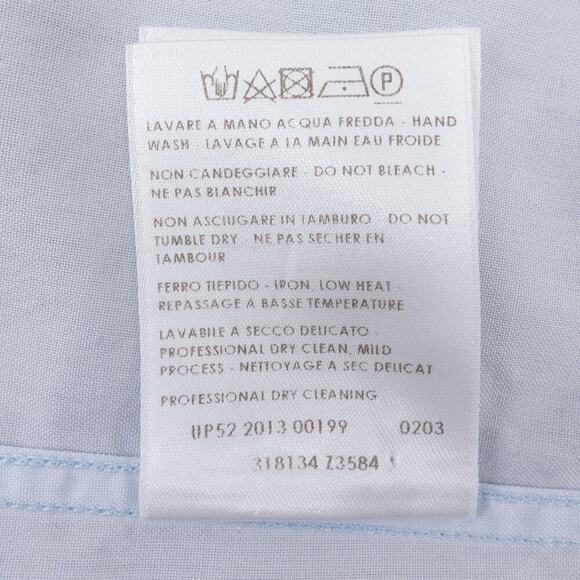 P
LAVARE A MANO ACQUA FREDDA - HAND
WASH - LAVAGE A LA MAIN EAU FROIDE
NON CANDEGGIARE - DO NOT BLEACH -
NE PAS BLANCHIR
NON ASCIUGARE IN TAMBURO - DO NOT
TUMBLE DRY - NE PAS SECHER EN
TAMBOUR
FERRO TIEPIDO - IRON, LOW HEAT -
REPASSAGE A BASSE TEMPERATURE
LAVABILE A SECCO DELICATO -
PROFESSIONAL DRY CLEAN, MILD
PROCESS - NETTOYAGE A SEC DELICAT
PROFESSIONAL DRY CLEANING
UP52 2013 00199 0203
318134 Z3584